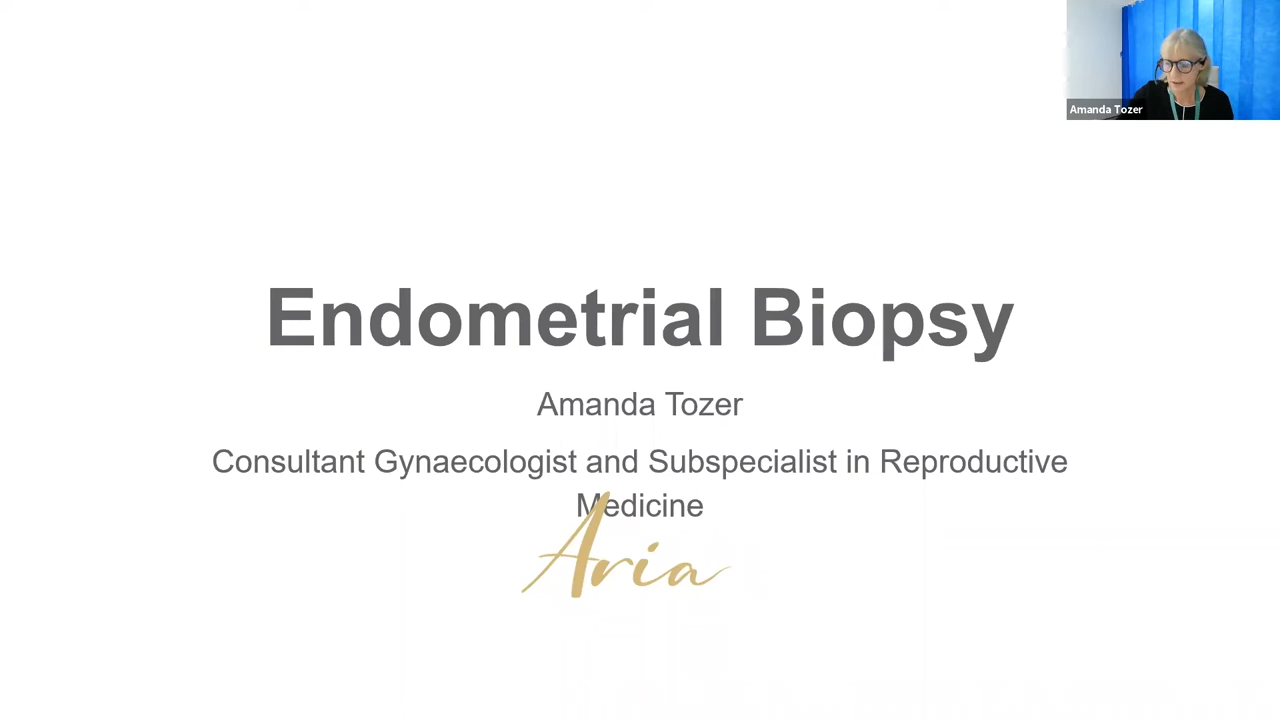 Amanda Tozer
Endometrial Biopsy
Amanda Tozer
Consultant Gynaecologist and Subspecialist in Reproductive
Medicine
Aria